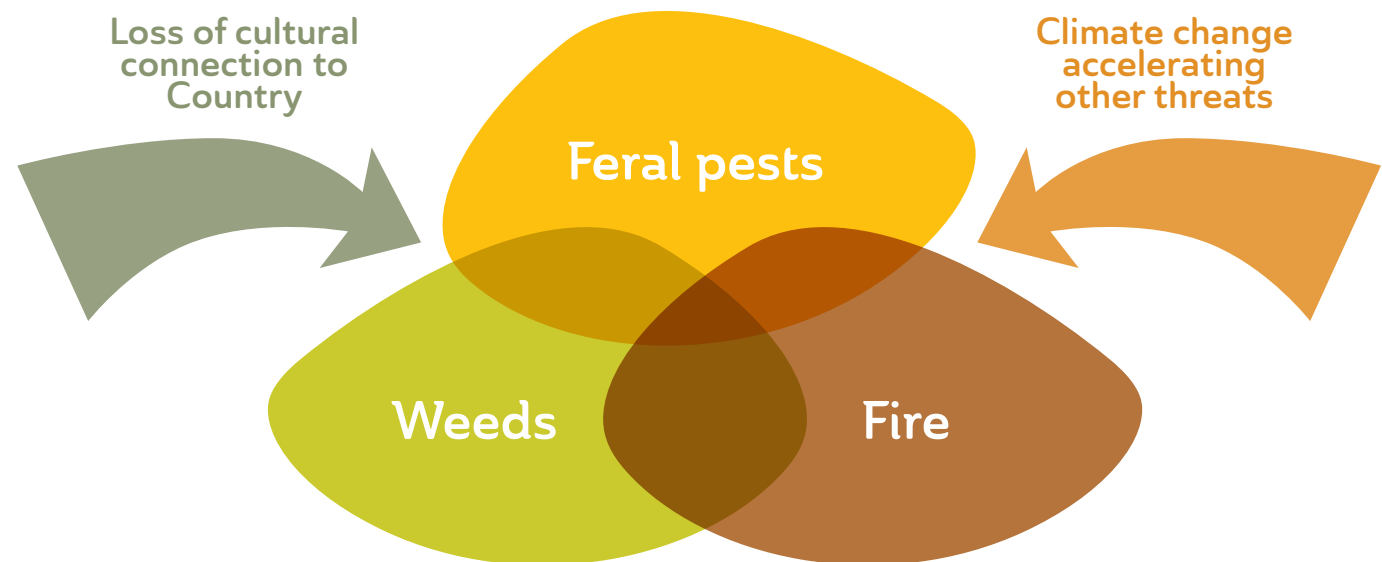 Loss of cultural
connection to
Country
Climate change
accelerating
other threats
Feral pests
Weeds
Fire